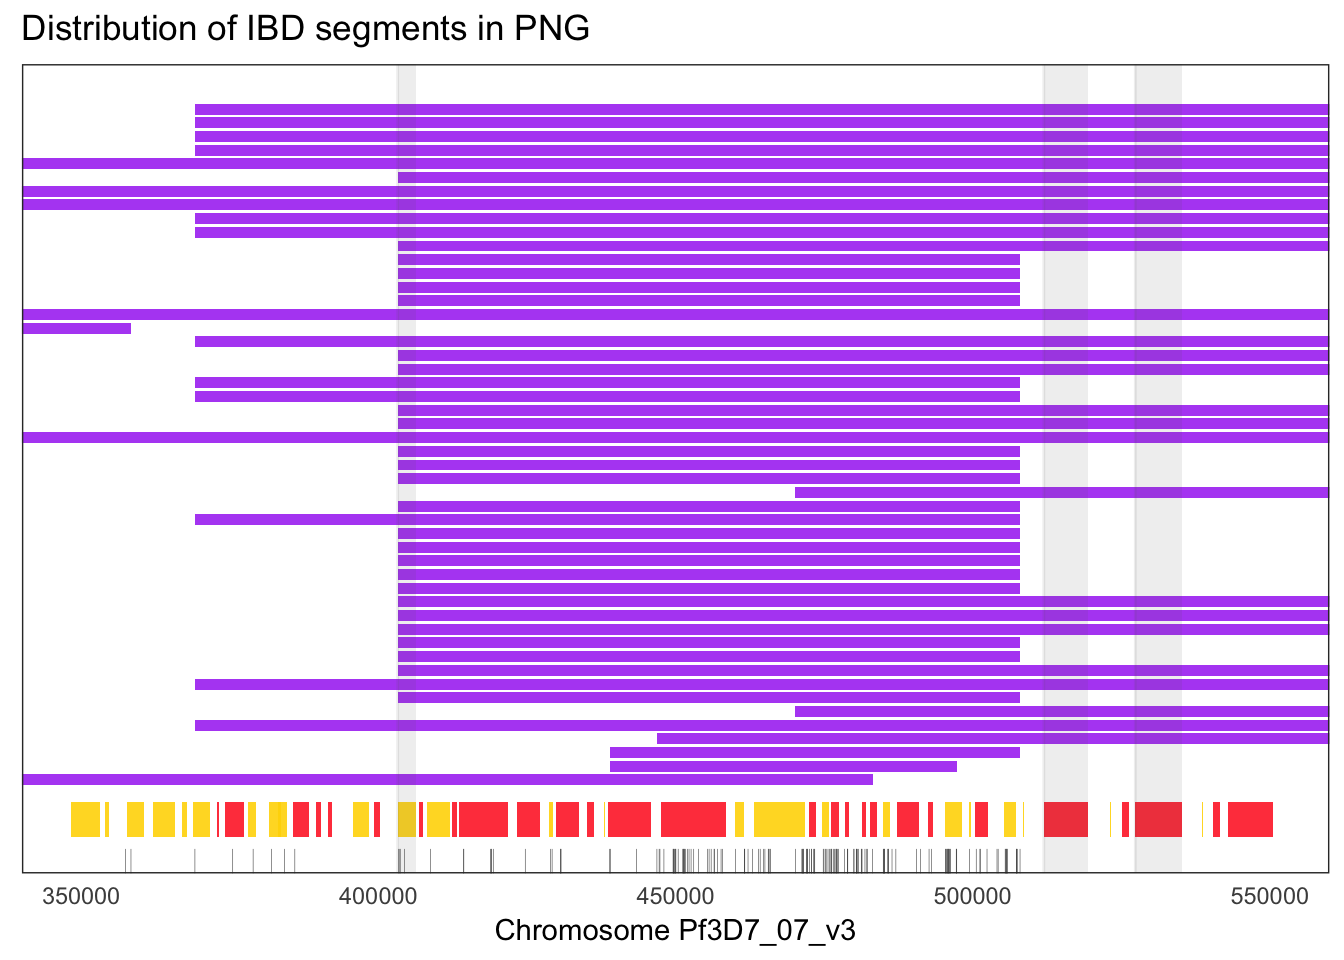 Distribution of IBD segments in PNG
350000 400000 450000 500000 550000
Chromosome Pf3D7_07_v3